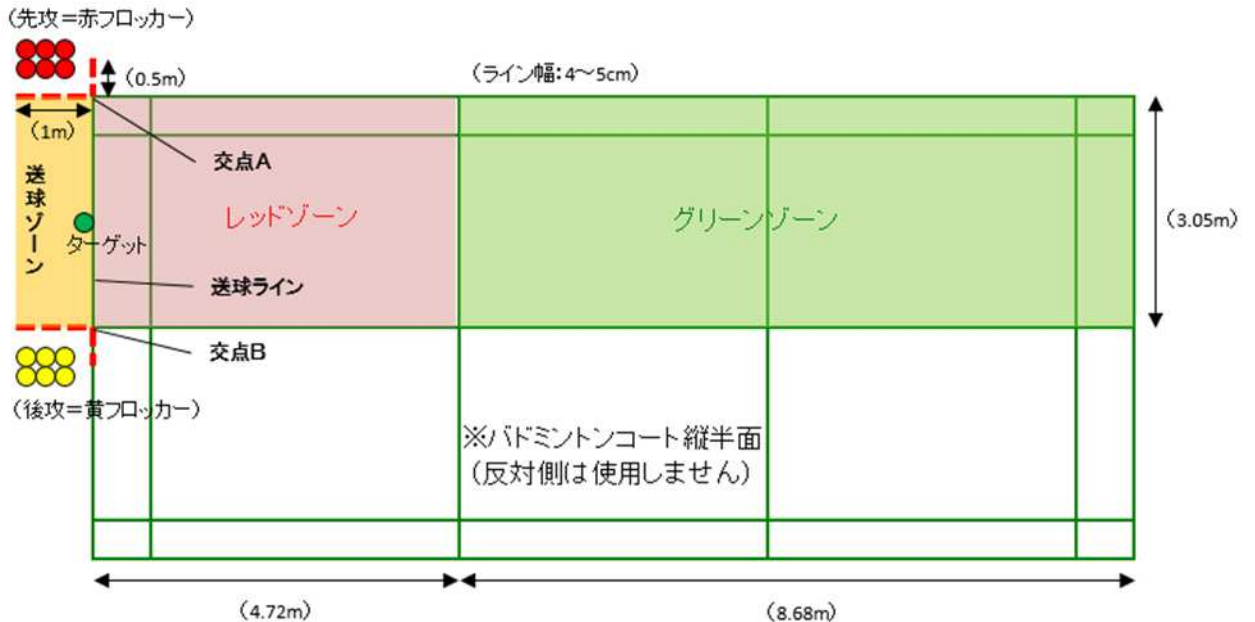 (先攻=赤フロッカー)
(0.5m)
(ライン幅:4~5cm)
(1m)
交点A
送球ゾーン
レッドゾーン
グリーンゾーン
(3.05m)
ターゲット
送球ライン
交点B
(後攻=黄フロッカー)
※バドミントンコート縦半面
(反対側は使用しません)
(4.72m)
(8.68m)